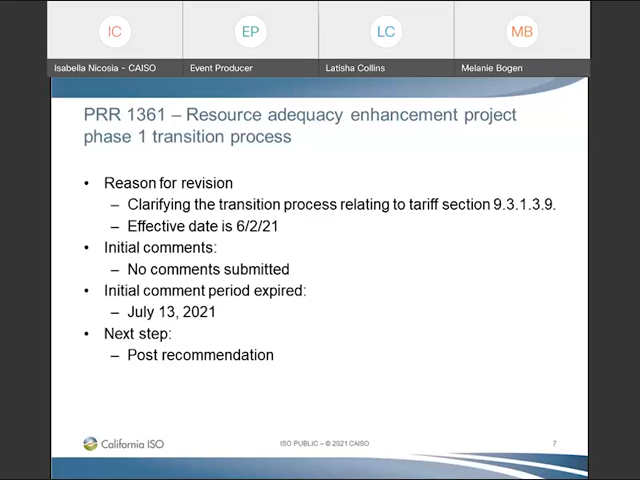 IC
EP
LC
MB
Isabella Nicosia - CAISO
Event Producer
Latisha Collins
Melanie Bogen
PRR 1361 – Resource adequacy enhancement project
phase 1 transition process
• Reason for revision
– Clarifying the transition process relating to tariff section 9.3.1.3.9.
– Effective date is 6/2/21
• Initial comments:
– No comments submitted
• Initial comment period expired:
– July 13, 2021
• Next step:
– Post recommendation
California ISO
ISO PUBLIC – © 2021 CAISO
7